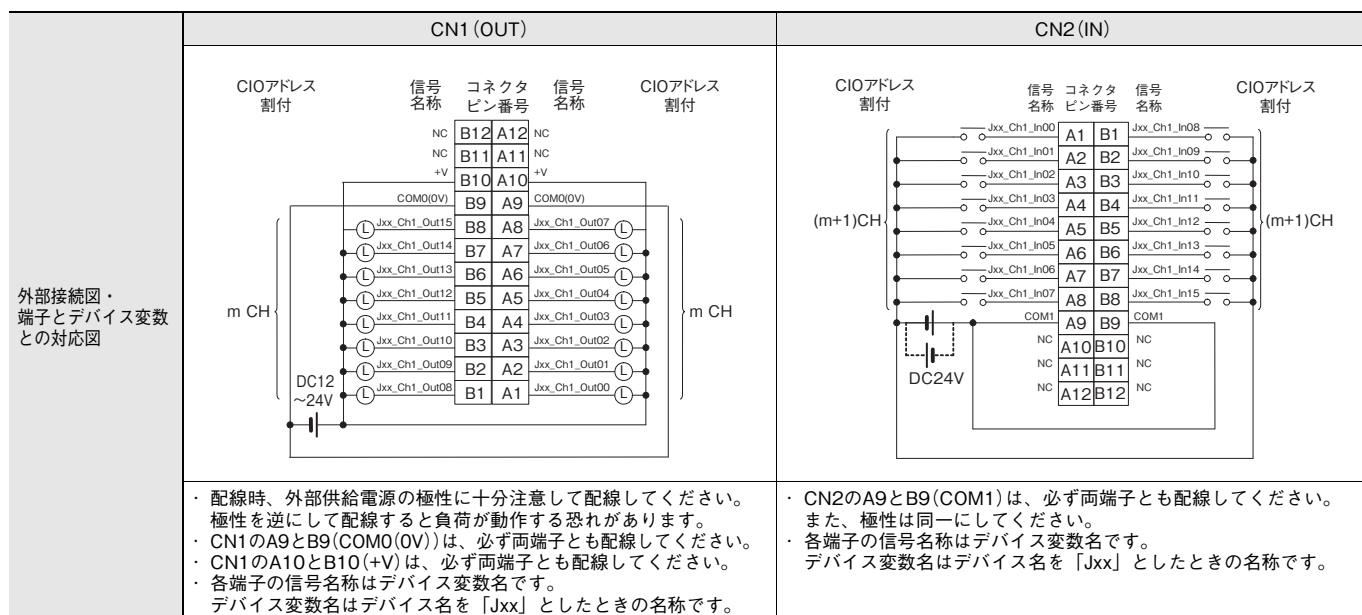 CN1(OUT)
CN2(IN)
外部接続図・
端子とデバイス変数
との対応図
CIOアドレス
割付
信号
名称
コネクタ
ピン番号
信号
名称
CIOアドレス
割付
NC B12 A12 NC
NC B11 A11 NC
+V B10 A10 +V
COM0(0V) B9 A9 COM0(0V)
L Jxx_Ch1_Out15 B8 A8 Jxx_Ch1_Out07 L
L Jxx_Ch1_Out14 B7 A7 Jxx_Ch1_Out06 L
L Jxx_Ch1_Out13 B6 A6 Jxx_Ch1_Out05 L
L Jxx_Ch1_Out12 B5 A5 Jxx_Ch1_Out04 L
m CH
m CH
L Jxx_Ch1_Out11 B4 A4 Jxx_Ch1_Out03 L
L Jxx_Ch1_Out10 B3 A3 Jxx_Ch1_Out02 L
L Jxx_Ch1_Out09 B2 A2 Jxx_Ch1_Out01 L
L Jxx_Ch1_Out08 B1 A1 Jxx_Ch1_Out00 L
DC12
～24V
CIOアドレス
割付
信号
名称
コネクタ
ピン番号
信号
名称
CIOアドレス
割付
Jxx_Ch1_In00 A1 B1 Jxx_Ch1_In08
Jxx_Ch1_In01 A2 B2 Jxx_Ch1_In09
Jxx_Ch1_In02 A3 B3 Jxx_Ch1_In10
Jxx_Ch1_In03 A4 B4 Jxx_Ch1_In11
(m+1)CH
(m+1)CH
Jxx_Ch1_In04 A5 B5 Jxx_Ch1_In12
Jxx_Ch1_In05 A6 B6 Jxx_Ch1_In13
Jxx_Ch1_In06 A7 B7 Jxx_Ch1_In14
Jxx_Ch1_In07 A8 B8 Jxx_Ch1_In15
COM1 A9 B9 COM1
NC A10 B10 NC
NC A11 B11 NC
NC A12 B12 NC
DC24V
・ 配線時、外部供給電源の極性に十分注意して配線してください。
極性を逆にして配線すると負荷が動作する恐れがあります。
・ CN1のA9とB9(COM0(0V))は、必ず両端子とも配線してください。
・ CN1のA10とB10(+V)は、必ず両端子とも配線してください。
・ 各端子の信号名称はデバイス変数名です。
デバイス変数名はデバイス名を「Jxx」としたときの名称です。
・ CN2のA9とB9(COM1)は、必ず両端子とも配線してください。
また、極性は同一にしてください。
・ 各端子の信号名称はデバイス変数名です。
デバイス変数名はデバイス名を「Jxx」としたときの名称です。